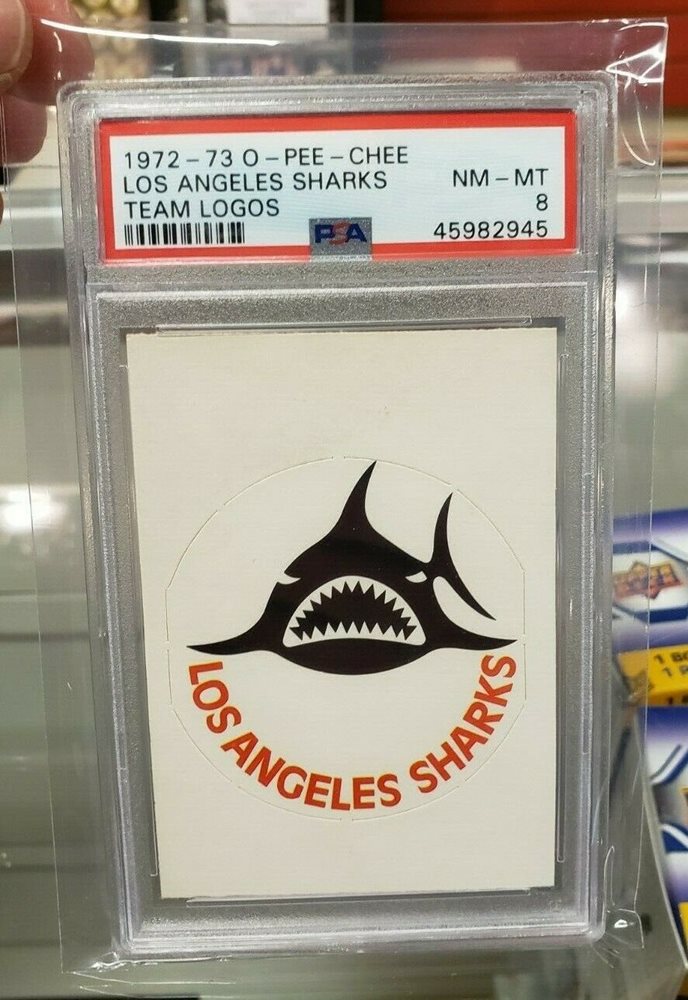 1972-73 O-PEE-CHEE
LOS ANGELES SHARKS NM-MT
TEAM LOGOS 8
PSA 45982945
LOS ANGELES SHARKS